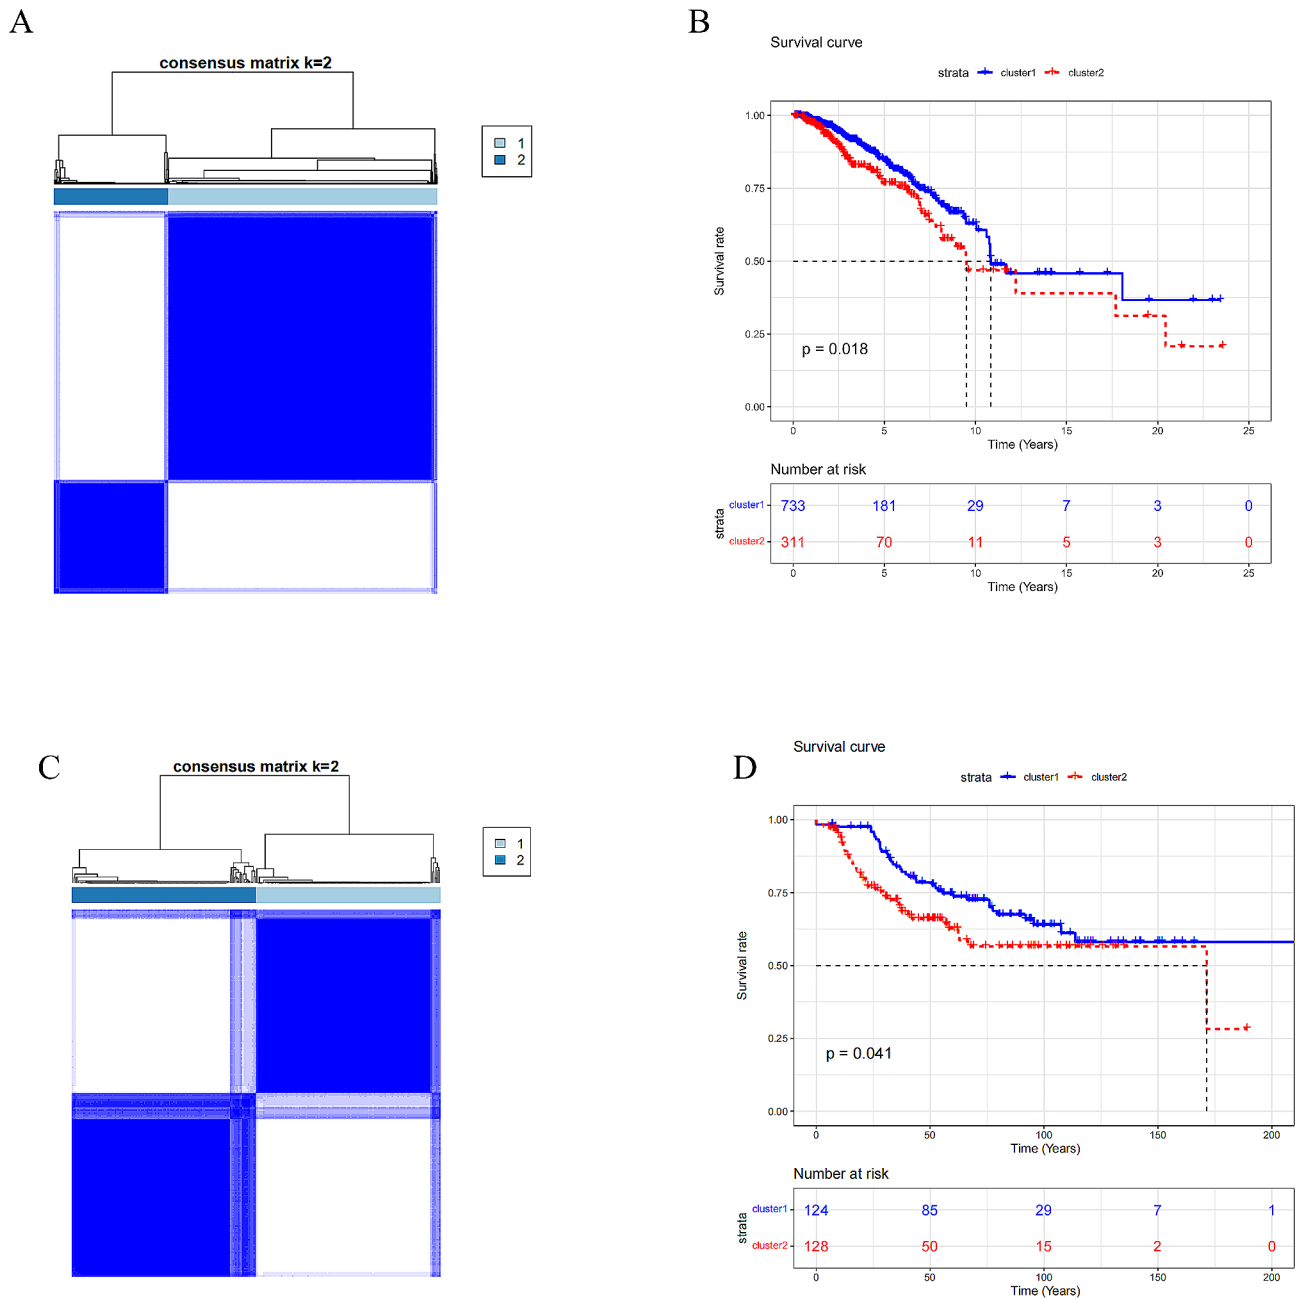 A
consensus matrix k=2
1
2
B
Survival curve
strata cluster1 cluster2
1.00
0.75
0.50
0.25
0.00
Survival rate
p = 0.018
0 5 10 15 20 25
Time (Years)
Number at risk
strata
cluster1 733 181 29 7 3 0
cluster2 311 70 11 5 3 0
0 5 10 15 20 25
Time (Years)
C
consensus matrix k=2
1
2
D
Survival curve
strata cluster1 cluster2
1.00
0.75
0.50
0.25
0.00
Survival rate
p = 0.041
0 50 100 150 200
Time (Years)
Number at risk
strata
cluster1 124 85 29 7 1
cluster2 128 50 15 2 0
0 50 100 150 200
Time (Years)